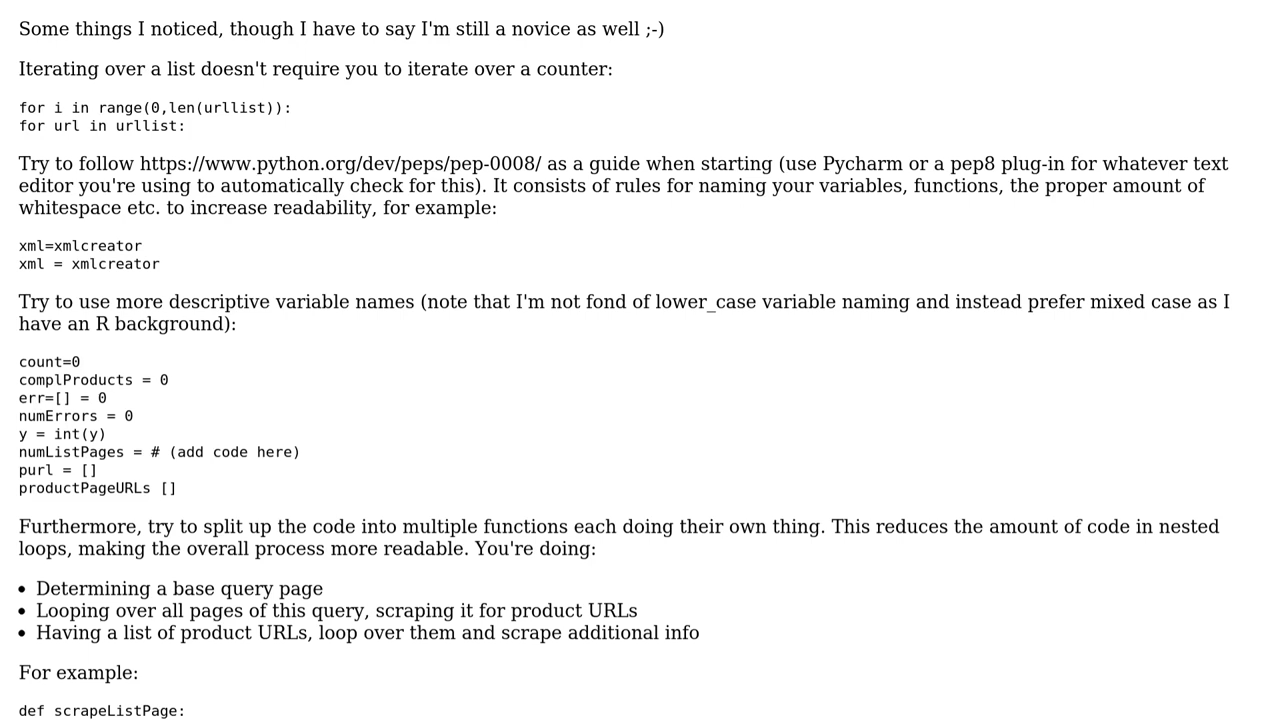 Some things I noticed, though I have to say I'm still a novice as well ;-)
Iterating over a list doesn't require you to iterate over a counter:
for i in range(0,len(urllist)):
for url in urllist:
Try to follow https://www.python.org/dev/peps/pep-0008/ as a guide when starting (use Pycharm or a pep8 plug-in for whatever text
editor you're using to automatically check for this). It consists of rules for naming your variables, functions, the proper amount of
whitespace etc. to increase readability, for example:
xml=xmlcreator
xml = xmlcreator
Try to use more descriptive variable names (note that I'm not fond of lower_case variable naming and instead prefer mixed case as I
have an R background):
count=0
complProducts = 0
err=[] = 0
numErrors = 0
y = int(y)
numListPages = # (add code here)
purl = []
productPageURLs []
Furthermore, try to split up the code into multiple functions each doing their own thing. This reduces the amount of code in nested
loops, making the overall process more readable. You're doing:
• Determining a base query page
• Looping over all pages of this query, scraping it for product URLs
• Having a list of product URLs, loop over them and scrape additional info
For example:
def scrapeListPage: